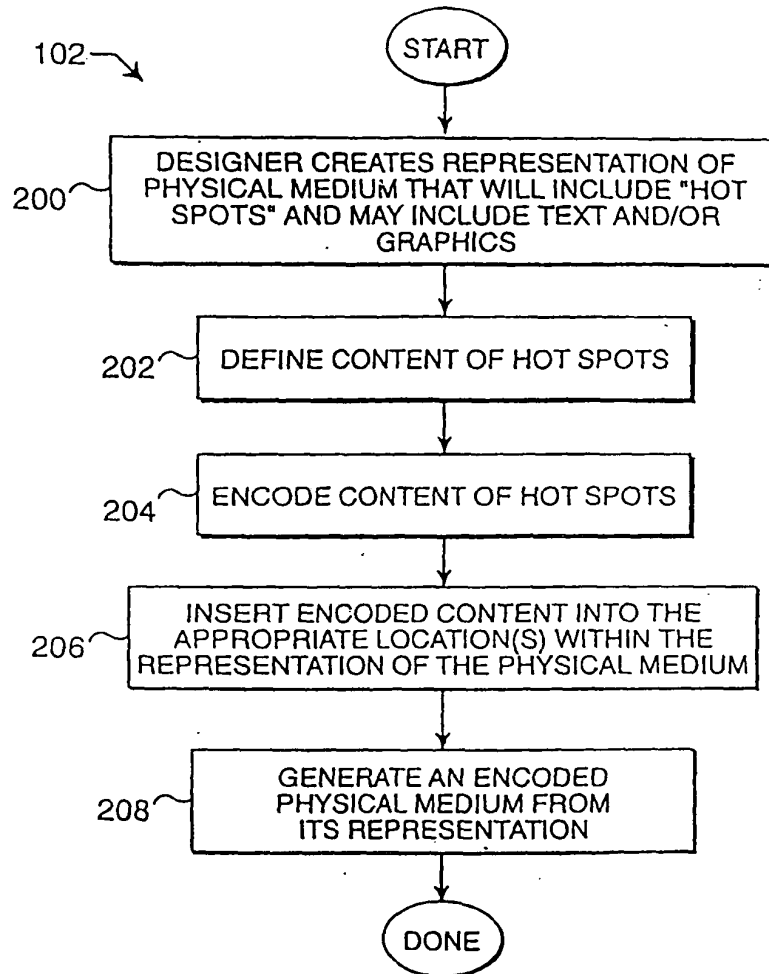 START
102
DESIGNER CREATES REPRESENTATION OF
PHYSICAL MEDIUM THAT WILL INCLUDE "HOT
SPOTS" AND MAY INCLUDE TEXT AND/OR
GRAPHICS
200
DEFINE CONTENT OF HOT SPOTS
202
ENCODE CONTENT OF HOT SPOTS
204
INSERT ENCODED CONTENT INTO THE
APPROPRIATE LOCATION(S) WITHIN THE
REPRESENTATION OF THE PHYSICAL MEDIUM
206
GENERATE AN ENCODED
PHYSICAL MEDIUM FROM
ITS REPRESENTATION
208
DONE